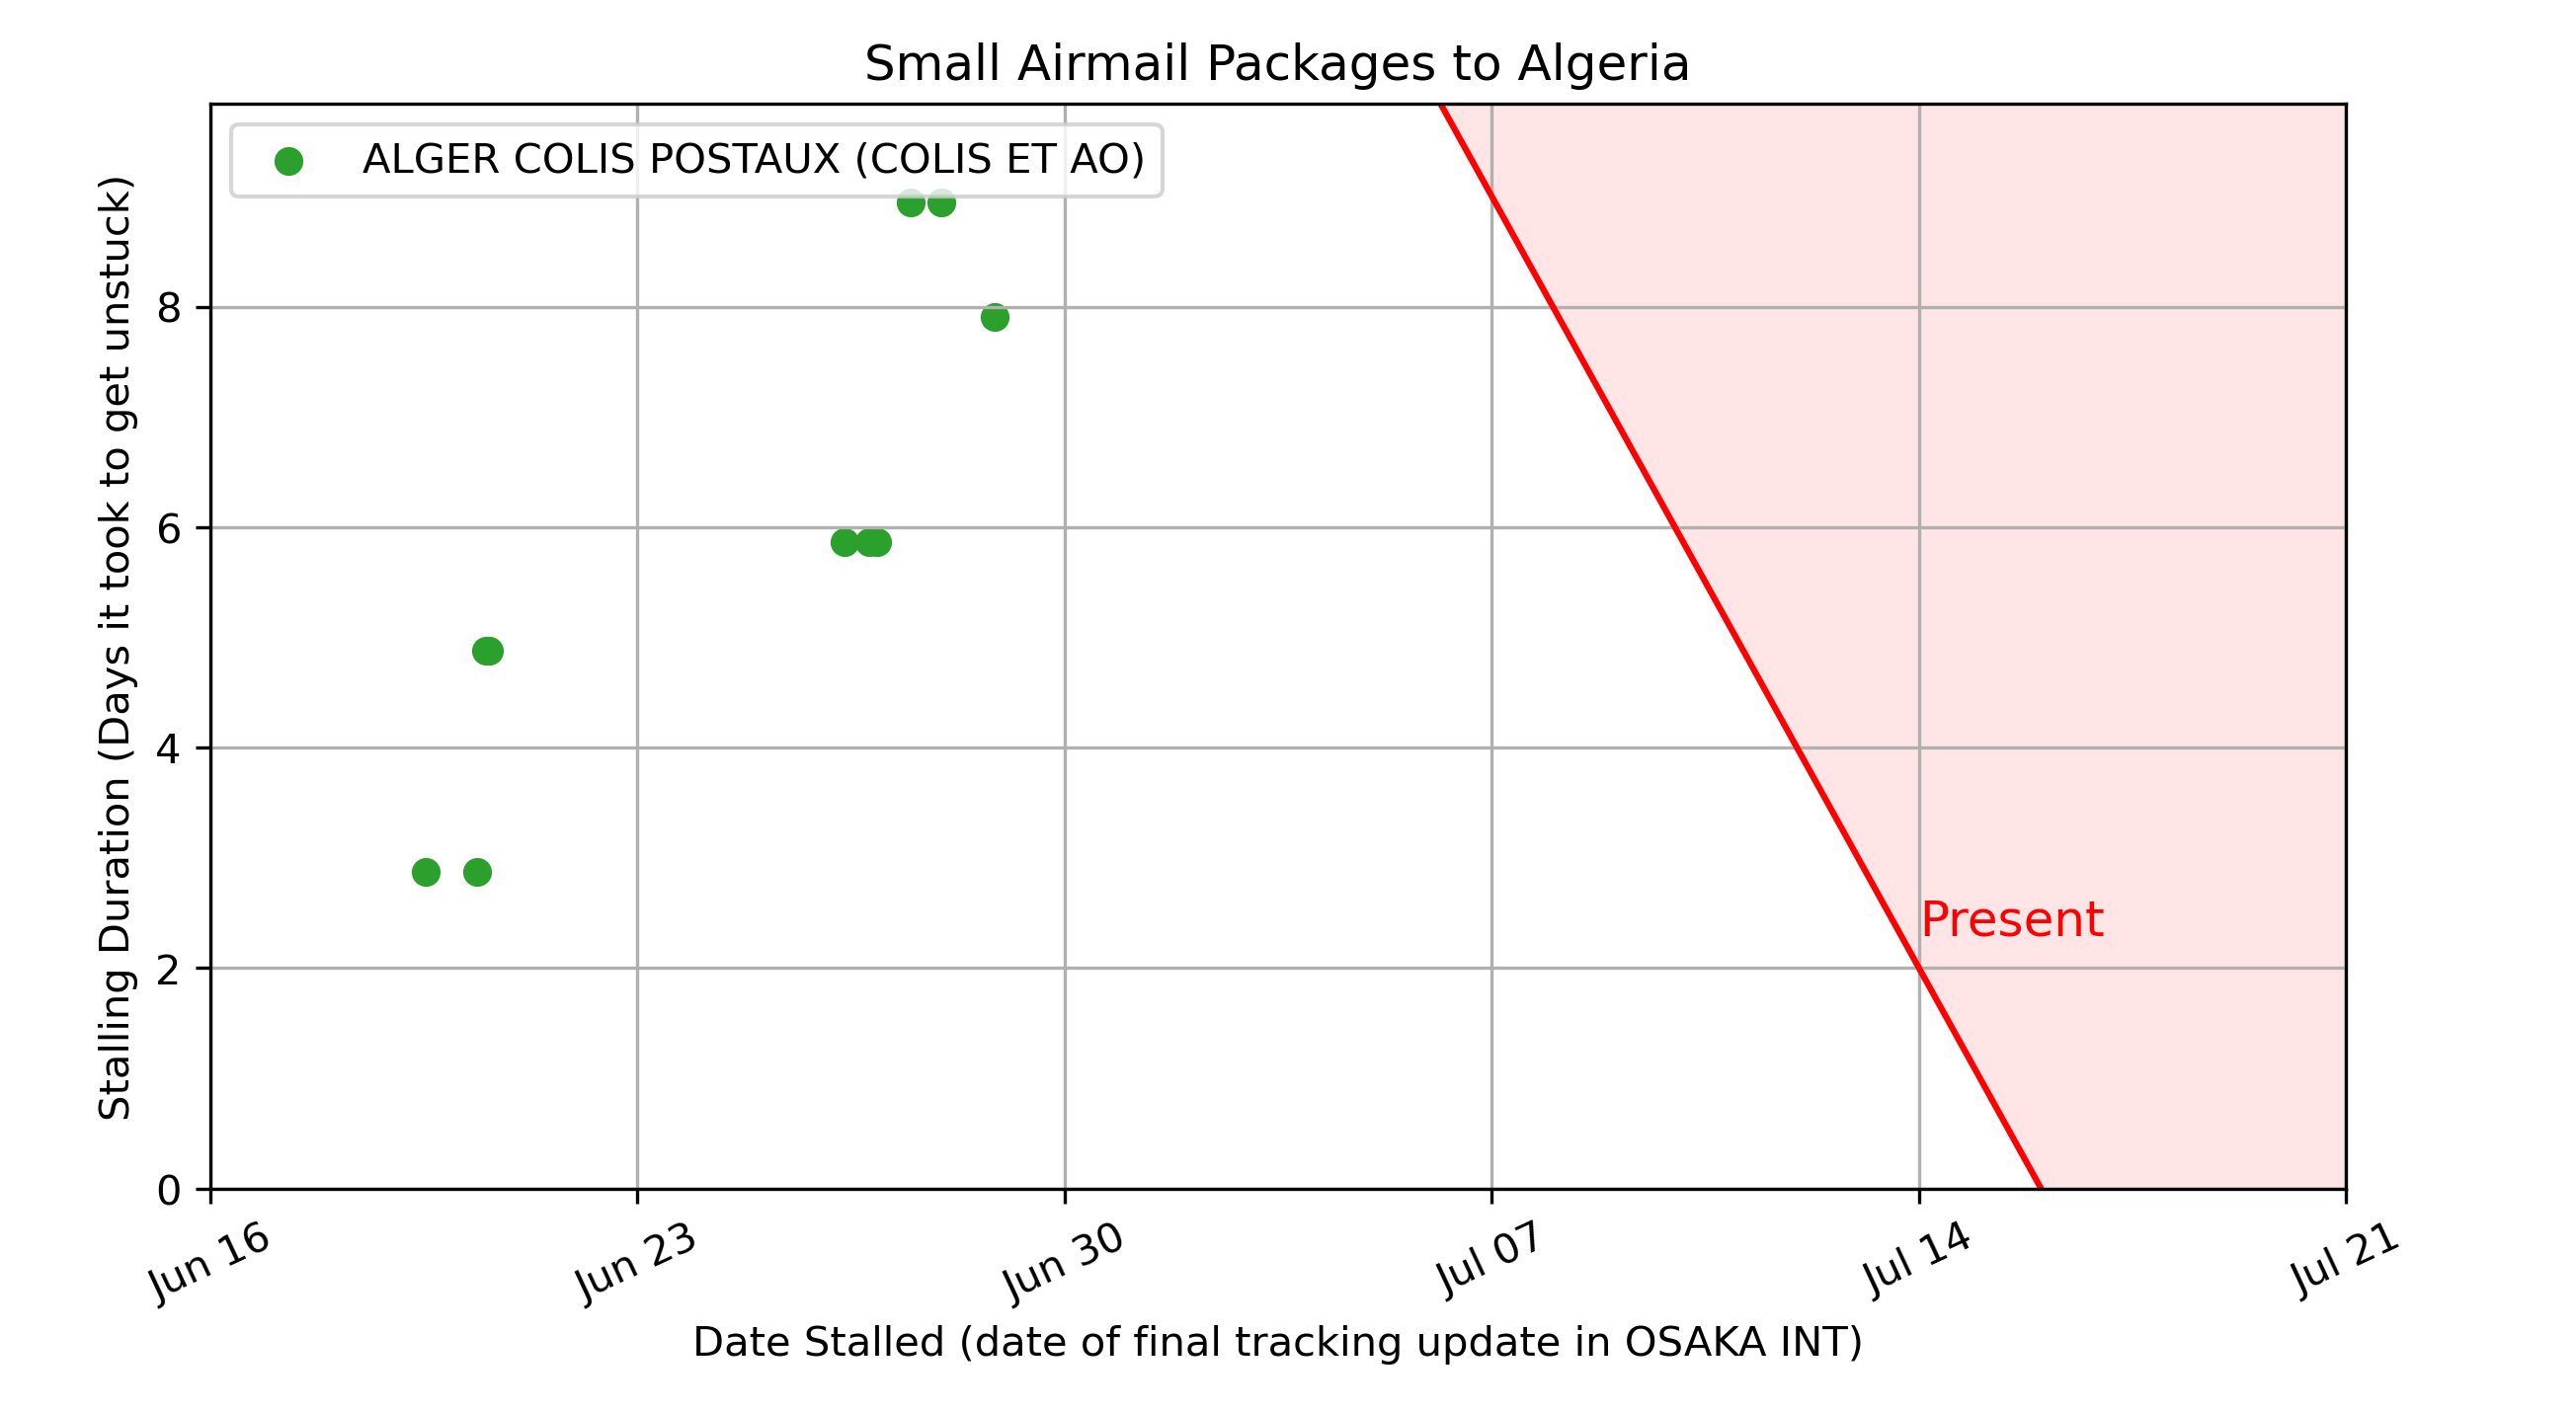 Small Airmail Packages to Algeria
ALGER COLIS POSTAUX (COLIS ET AO)
Stalling Duration (Days it took to get unstuck)
8
6
4
2
0
Present
Jun 16
Jun 23
Jun 30
Jul 07
Jul 14
Jul 21
Date Stalled (date of final tracking update in OSAKA INT)